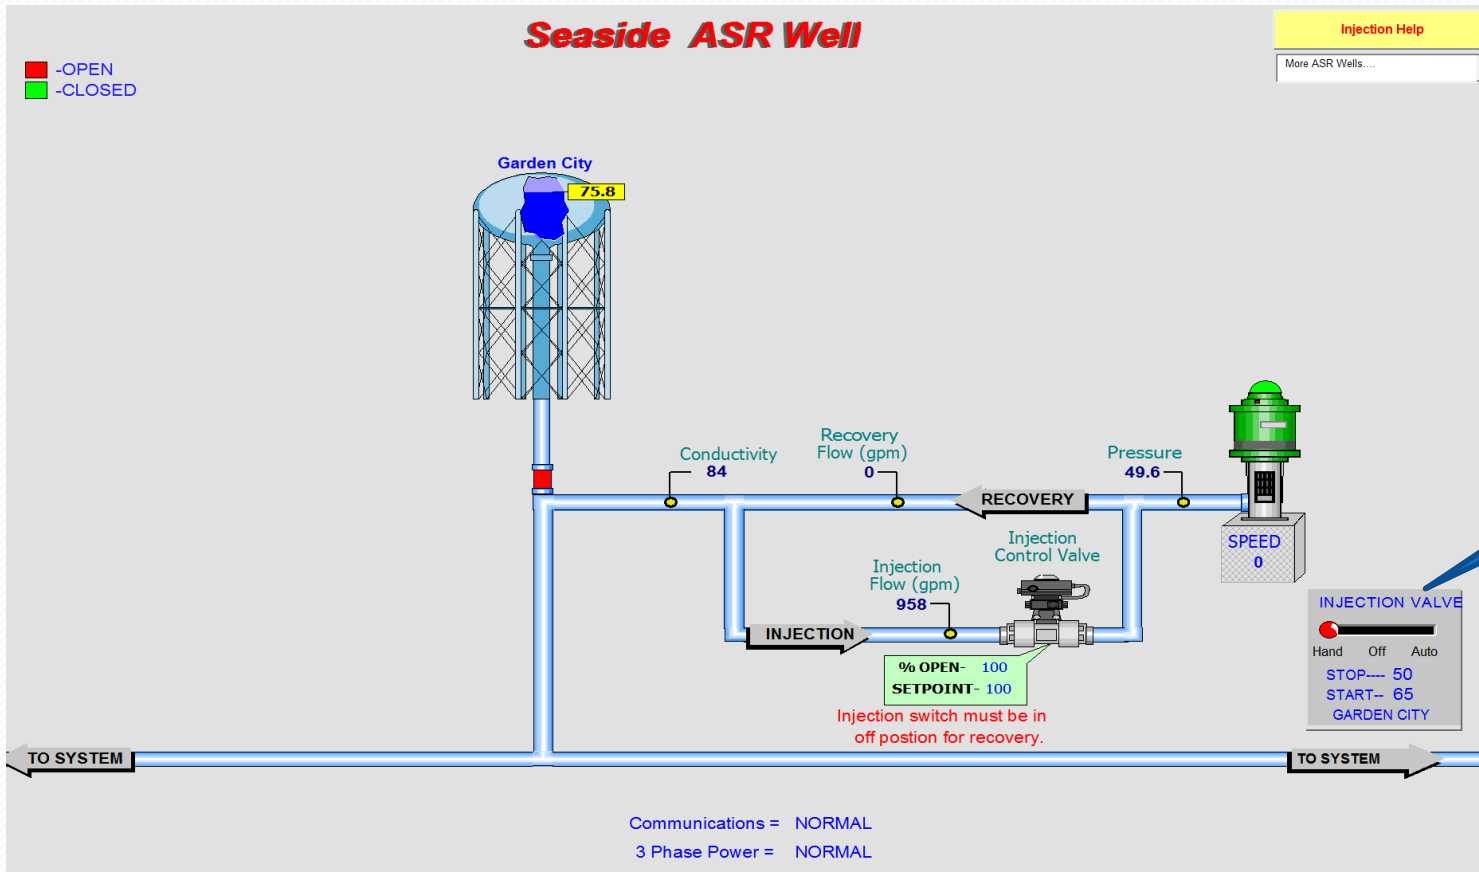 Seaside ASR Well
Injection Help
More ASR Wells....
-OPEN
-CLOSED
Garden City
75.8
Conductivity
84
Recovery
Flow (gpm)
0
Pressure
49.6
RECOVERY
Injection
Control Valve
SPEED
0
Injection
Flow (gpm)
958
INJECTION
% OPEN- 100
SETPOINT- 100
Injection switch must be in
off postion for recovery.
INJECTION VALVE
Hand Off Auto
STOP---- 50
START-- 65
GARDEN CITY
TO SYSTEM
TO SYSTEM
Communications = NORMAL
3 Phase Power = NORMAL